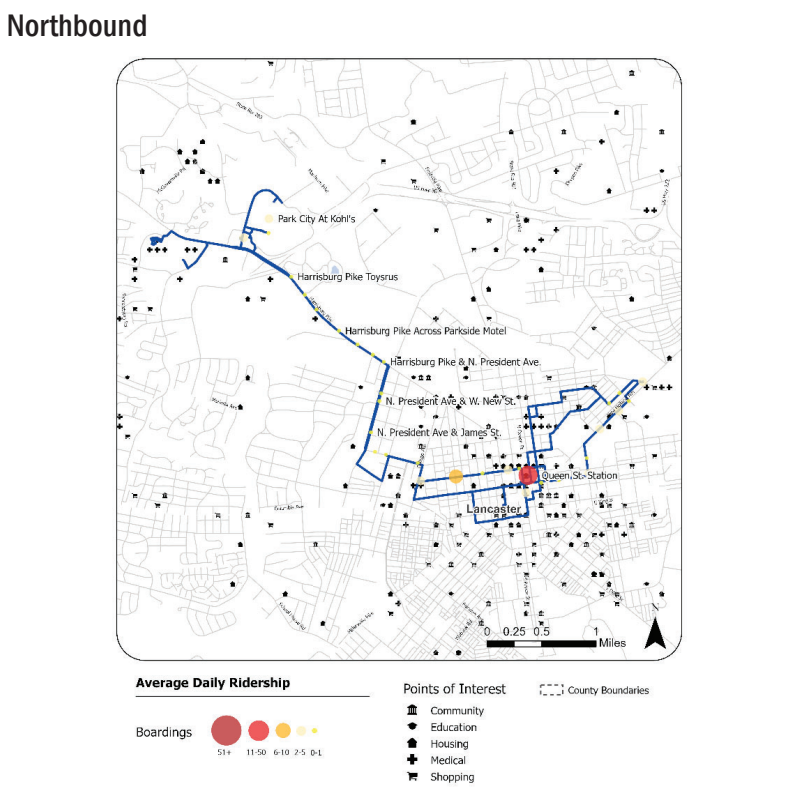 Northbound
Park City At Kohl's
Harrisburg Pike Toysrus
Harrisburg Pike Across Parkside Motel
Harrisburg Pike & N. President Ave.
N. President Ave & W. New St.
N. President Ave & James St.
Queen St. Station
Lancaster
N
0 0.25 0.5 1
Miles
Average Daily Ridership
Boardings
51+ 11-50 6-10 2-5 0-1
Points of Interest
Community
Education
Housing
Medical
Shopping
County Boundaries